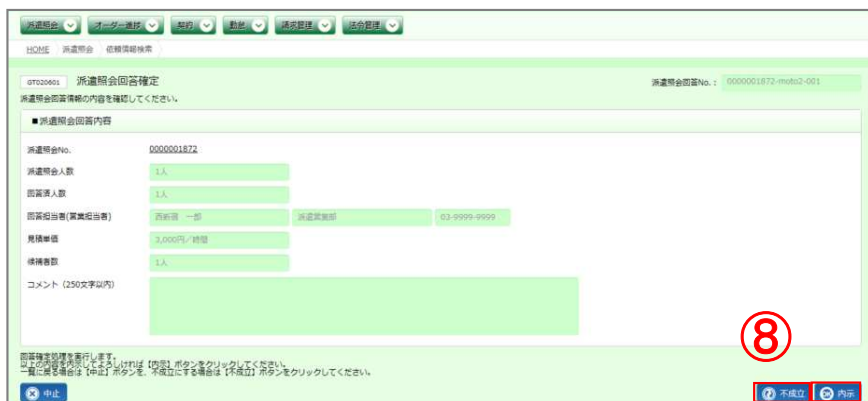 派遣照会 オーダー進捗 契約 勤怠 請求管理 法令管理
HOME 派遣照会 依頼情報検索
GT020601 派遣照会回答確定 派遣照会回答No.： 0000001872-moto2-001
派遣照会回答情報の内容を確認してください。
■派遣照会回答内容
派遣照会No. 0000001872
派遣照会人数 1人
回答済人数 1人
回答担当者(営業担当者) 西新宿 一郎 派遣営業部 03-9999-9999
見積単価 3,000円／時間
候補者数 1人
コメント（250文字以内）
⑧
回答確定処理を実行します。
以上の内容を内示してよろしければ【内示】ボタンをクリックしてください。
一覧に戻る場合は【中止】ボタンを、不成立にする場合は【不成立】ボタンをクリックしてください。
中止 不成立 内示